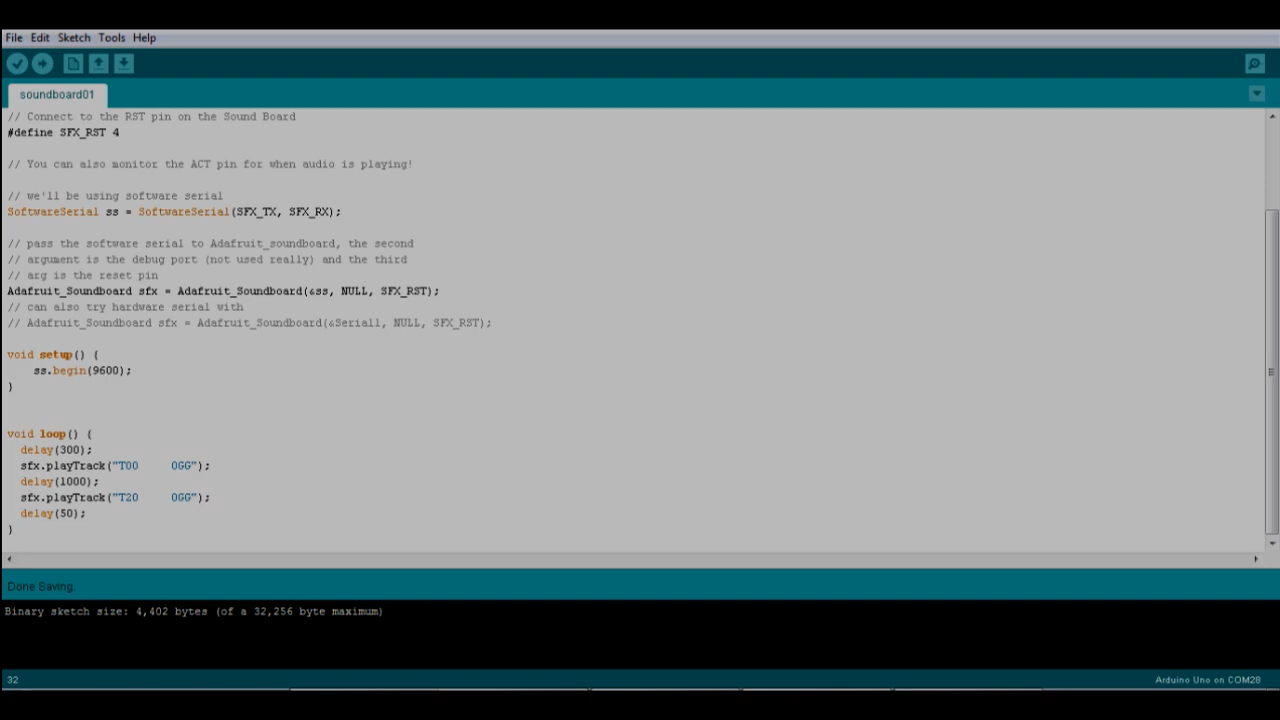 File Edit Sketch Tools Help
soundboard01
// Connect to the RST pin on the Sound Board
#define SFX_RST 4
// You can also monitor the ACT pin for when audio is playing!
// we'll be using software serial
SoftwareSerial ss = SoftwareSerial(SFX_TX, SFX_RX);
// pass the software serial to Adafruit_soundboard, the second
// argument is the debug port (not used really) and the third
// arg is the reset pin
Adafruit_Soundboard sfx = Adafruit_Soundboard(&ss, NULL, SFX_RST);
// can also try hardware serial with
// Adafruit_Soundboard sfx = Adafruit_Soundboard(&Serial1, NULL, SFX_RST);
void setup() {
    ss.begin(9600);
}
void loop() {
  delay(300);
  sfx.playTrack("T00     OGG");
  delay(1000);
  sfx.playTrack("T20     OGG");
  delay(50);
}
Done Saving.
Binary sketch size: 4,402 bytes (of a 32,256 byte maximum)
32 Arduino Uno on COM28